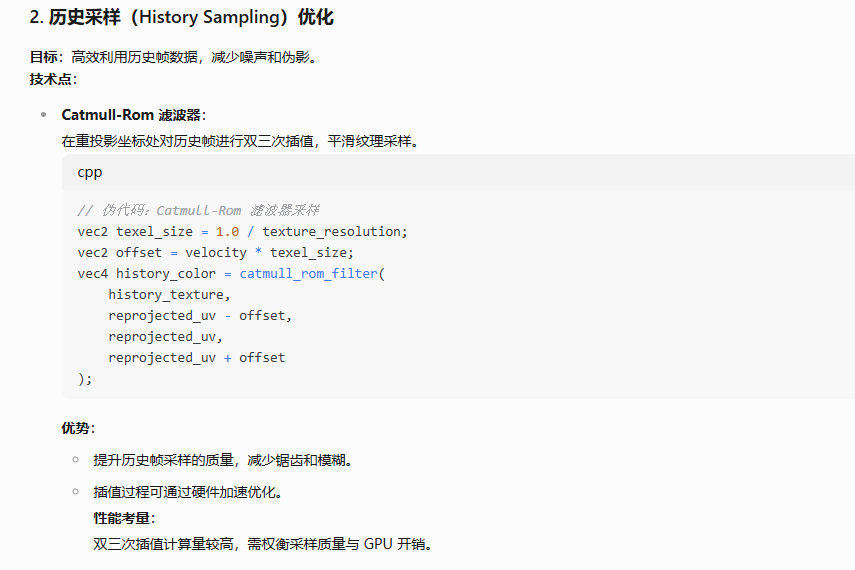 2. 历史采样（History Sampling）优化
目标：高效利用历史帧数据，减少噪声和伪影。
技术点：
Catmull-Rom 滤波器：
在重投影坐标处对历史帧进行双三次插值，平滑纹理采样。
cpp
// 伪代码：Catmull-Rom 滤波器采样
vec2 texel_size = 1.0 / texture_resolution;
vec2 offset = velocity * texel_size;
vec4 history_color = catmull_rom_filter(
history_texture,
reprojected_uv - offset,
reprojected_uv,
reprojected_uv + offset
);
优势：
提升历史帧采样的质量，减少锯齿和模糊。
插值过程可通过硬件加速优化。
性能考量：
双三次插值计算量较高，需权衡采样质量与 GPU 开销。